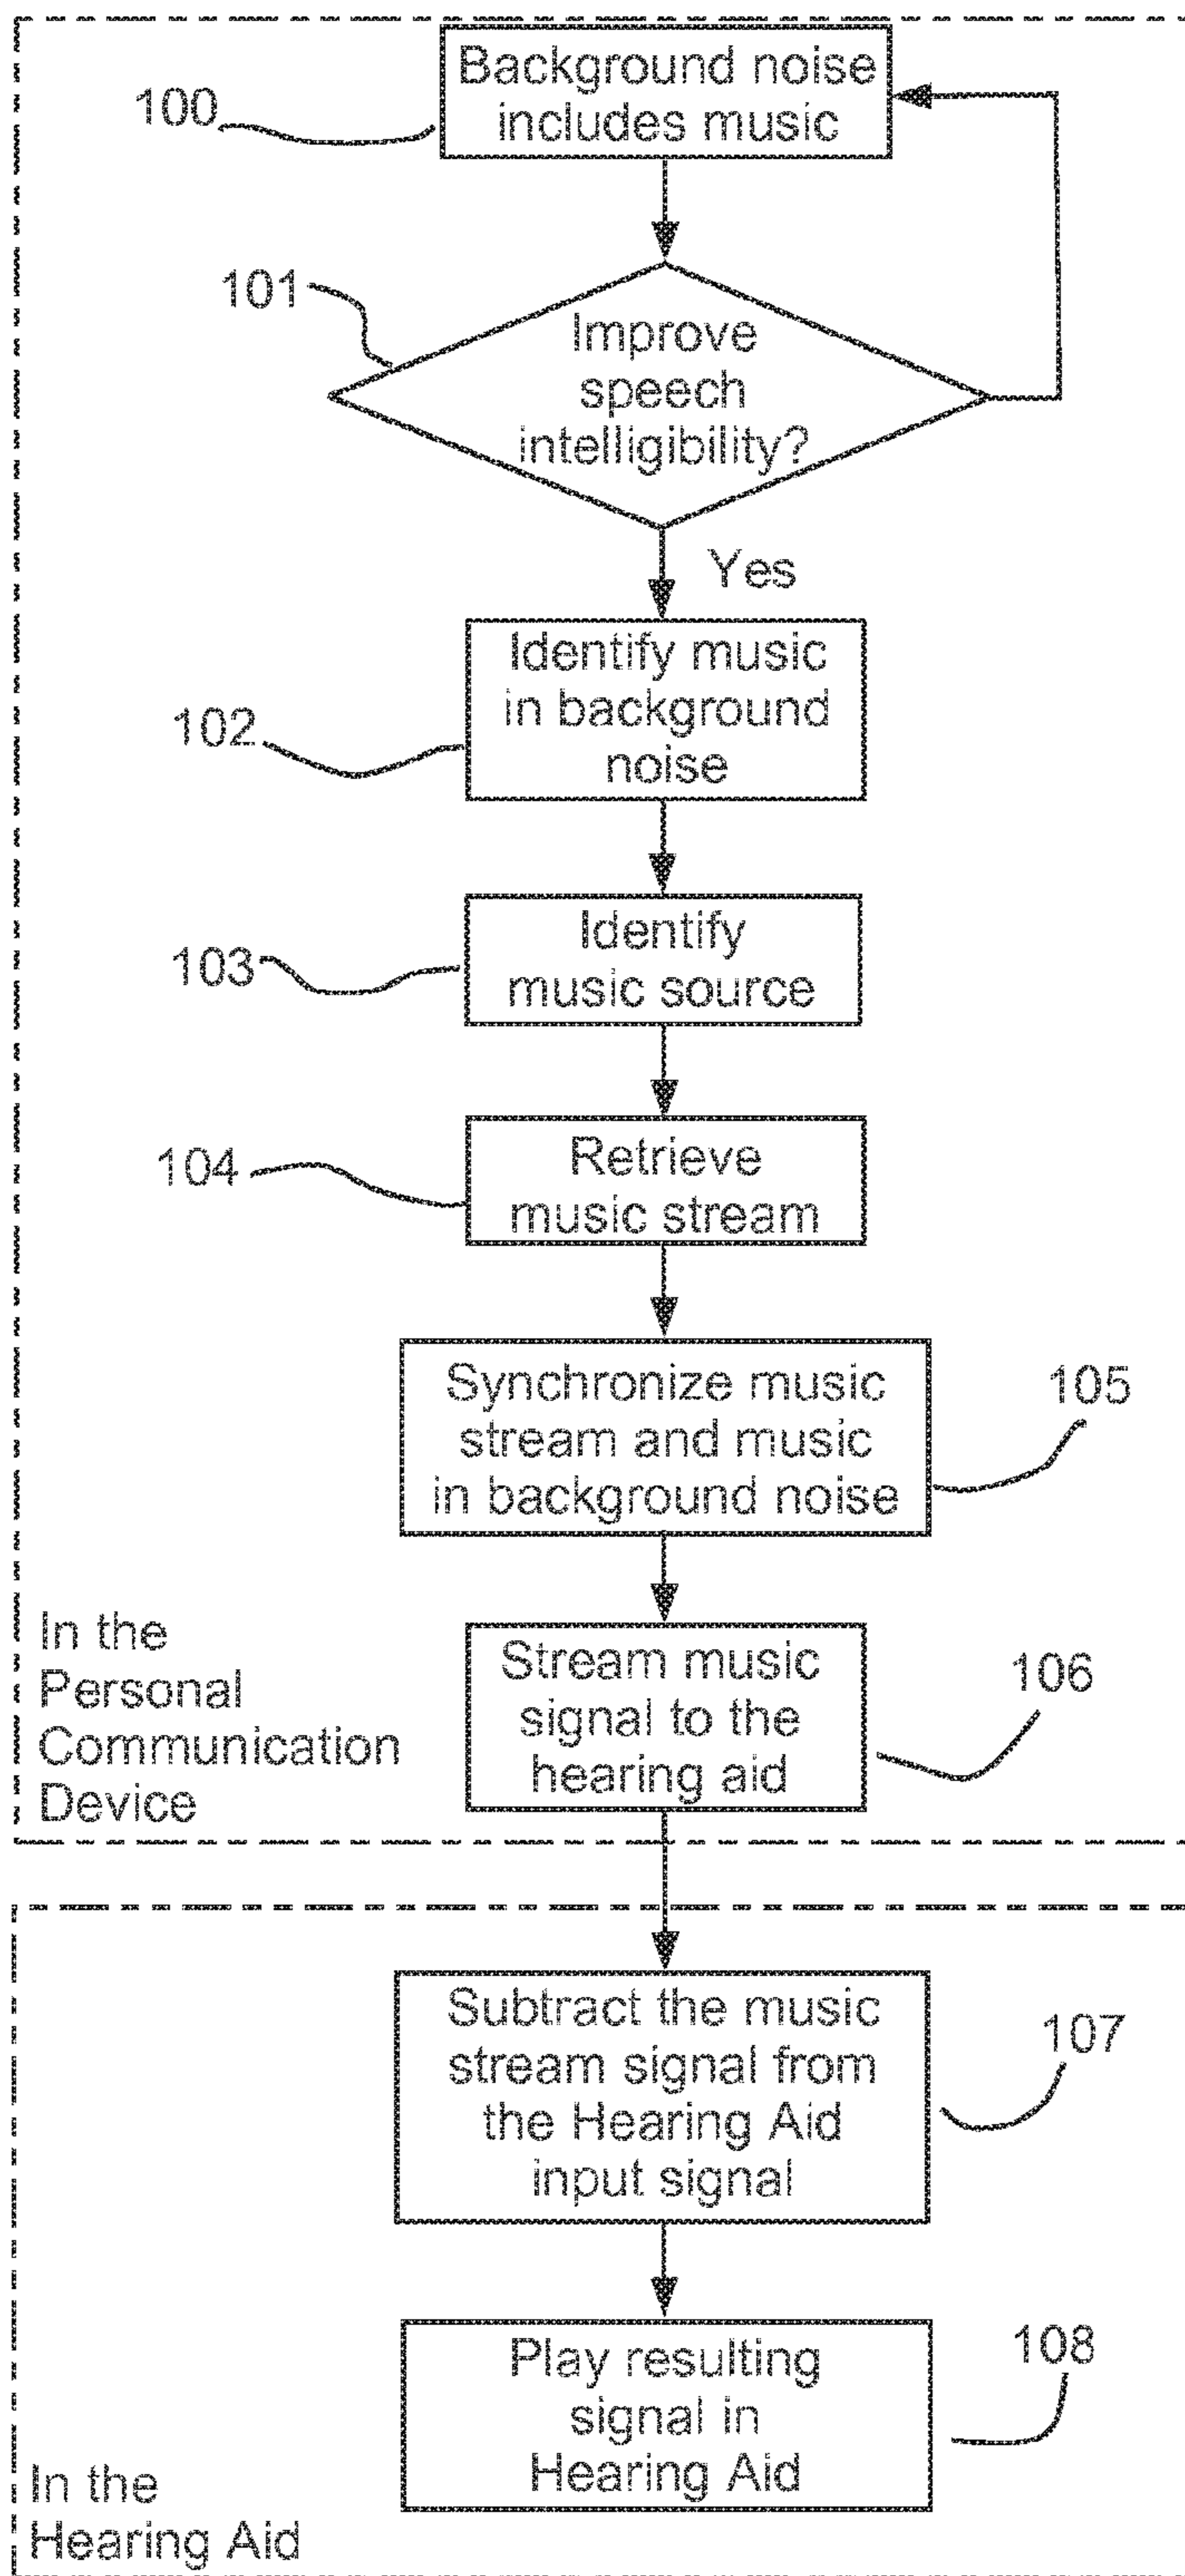 100
Background noise
includes music
101
Improve
speech
intelligibility?
Yes
102
Identify music
in background
noise
103
Identify
music source
104
Retrieve
music stream
Synchronize music
stream and music
in background noise
105
In the
Personal
Communication
Device
Stream music
signal to the
hearing aid
106
Subtract the music
stream signal from
the Hearing Aid
input signal
107
Play resulting
signal in
Hearing Aid
108
In the
Hearing Aid